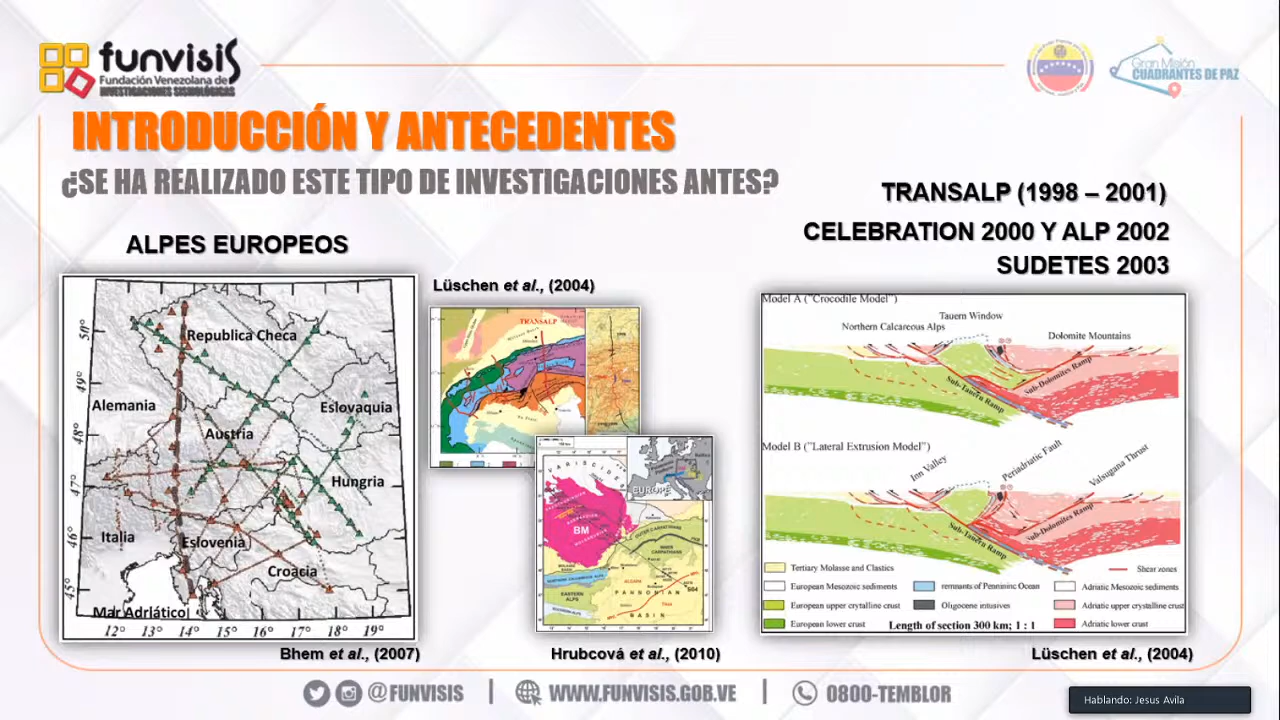 funvisis
Fundación Venezolana de
INVESTIGACIONES SISMOLÓGICAS
Gran Misión
CUADRANTES DE PAZ
INTRODUCCIÓN Y ANTECEDENTES
¿SE HA REALIZADO ESTE TIPO DE INVESTIGACIONES ANTES?
TRANSALP (1998 – 2001)
CELEBRATION 2000 Y ALP 2002
SUDETES 2003
ALPES EUROPEOS
50°
49°
48°
47°
46°
45°
Republica Checa
Alemania
Eslovaquia
Austria
Hungria
Italia
Eslovenia
Croacia
Mar Adriático
12° 13° 14° 15° 16° 17° 18° 19°
Bhem et al., (2007)
Lüschen et al., (2004)
TRANSALP
VARISCIDES
EUROPE
BM
EASTERN
ALPS
PANNONIAN
BASIN
Hrubcová et al., (2010)
Model A ("Crocodile Model")
Tauern Window
Northern Calcareous Alps
Dolomite Mountains
Sub-Tauern Ramp
Sub-Dolomites Ramp
Model B ("Lateral Extrusion Model")
Inn Valley
Periadriatic Fault
Valsugana Thrust
Sub-Tauern Ramp
Sub-Dolomites Ramp
Tertiary Molasse and Clastics
Shear zones
European Mesozoic sediments
remnants of Penninic Ocean
Adriatic Mesozoic sediments
European upper crytalline crust
Oligocene intusives
Adriatic upper crystalline crust
European lower crust
Length of section 300 km; 1 : 1
Adriatic lower crust
Lüschen et al., (2004)
@FUNVISIS | WWW.FUNVISIS.GOB.VE | 0800-TEMBLOR
Hablando: Jesus Avila